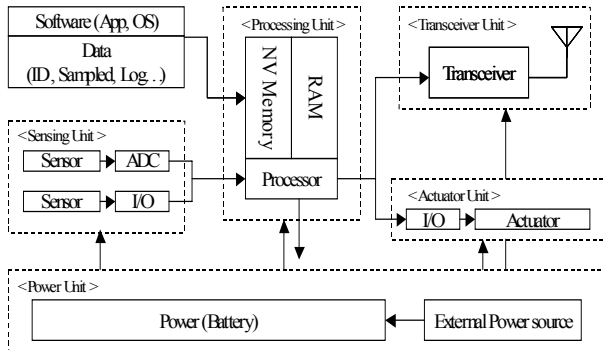 Software (App, OS)
Data
(ID, Sampled, Log . .)
<Processing Unit>
NV Memory
RAM
Processor
<Transceiver Unit>
Transceiver
<Sensing Unit>
Sensor
ADC
Sensor
I/O
<Actuator Unit>
I/O
Actuator
<Power Unit>
Power (Battery)
External Power source